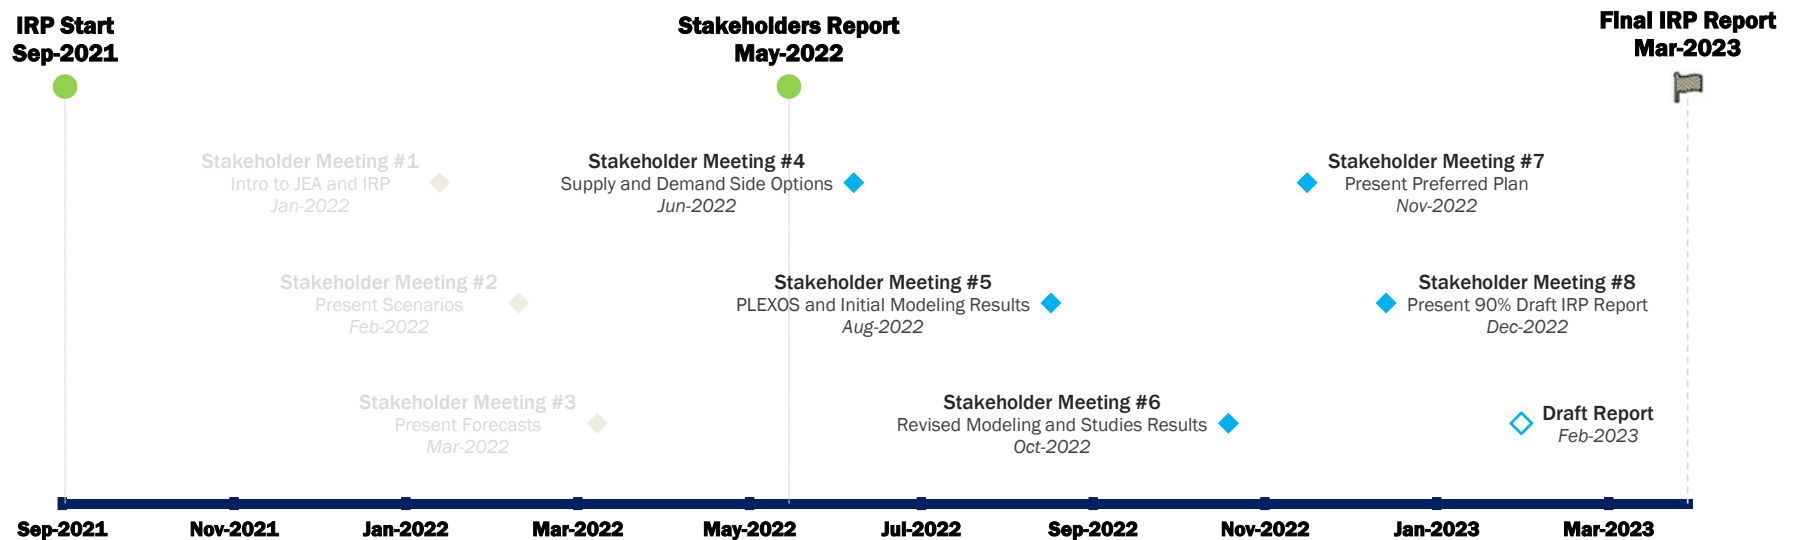 IRP Start
Sep-2021
Stakeholders Report
May-2022
Final IRP Report
Mar-2023
Stakeholder Meeting #1
Intro to JEA and IRP
Jan-2022
Stakeholder Meeting #4
Supply and Demand Side Options
Jun-2022
Stakeholder Meeting #7
Present Preferred Plan
Nov-2022
Stakeholder Meeting #2
Present Scenarios
Feb-2022
Stakeholder Meeting #5
PLEXOS and Initial Modeling Results
Aug-2022
Stakeholder Meeting #8
Present 90% Draft IRP Report
Dec-2022
Stakeholder Meeting #3
Present Forecasts
Mar-2022
Stakeholder Meeting #6
Revised Modeling and Studies Results
Oct-2022
Draft Report
Feb-2023
Sep-2021 Nov-2021 Jan-2022 Mar-2022 May-2022 Jul-2022 Sep-2022 Nov-2022 Jan-2023 Mar-2023